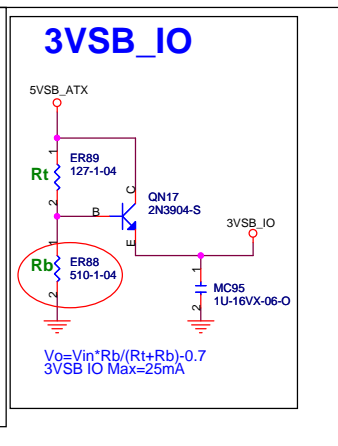 3VSB_IO
5VSB_ATX
1
ER89
127-1-04
Rt
2
C
QN17
2N3904-S
B
E
3VSB_IO
1
Rb
ER88
510-1-04
2
1
MC95
1U-16VX-06-O
2
Vo=Vin*Rb/(Rt+Rb)-0.7
3VSB IO Max=25mA